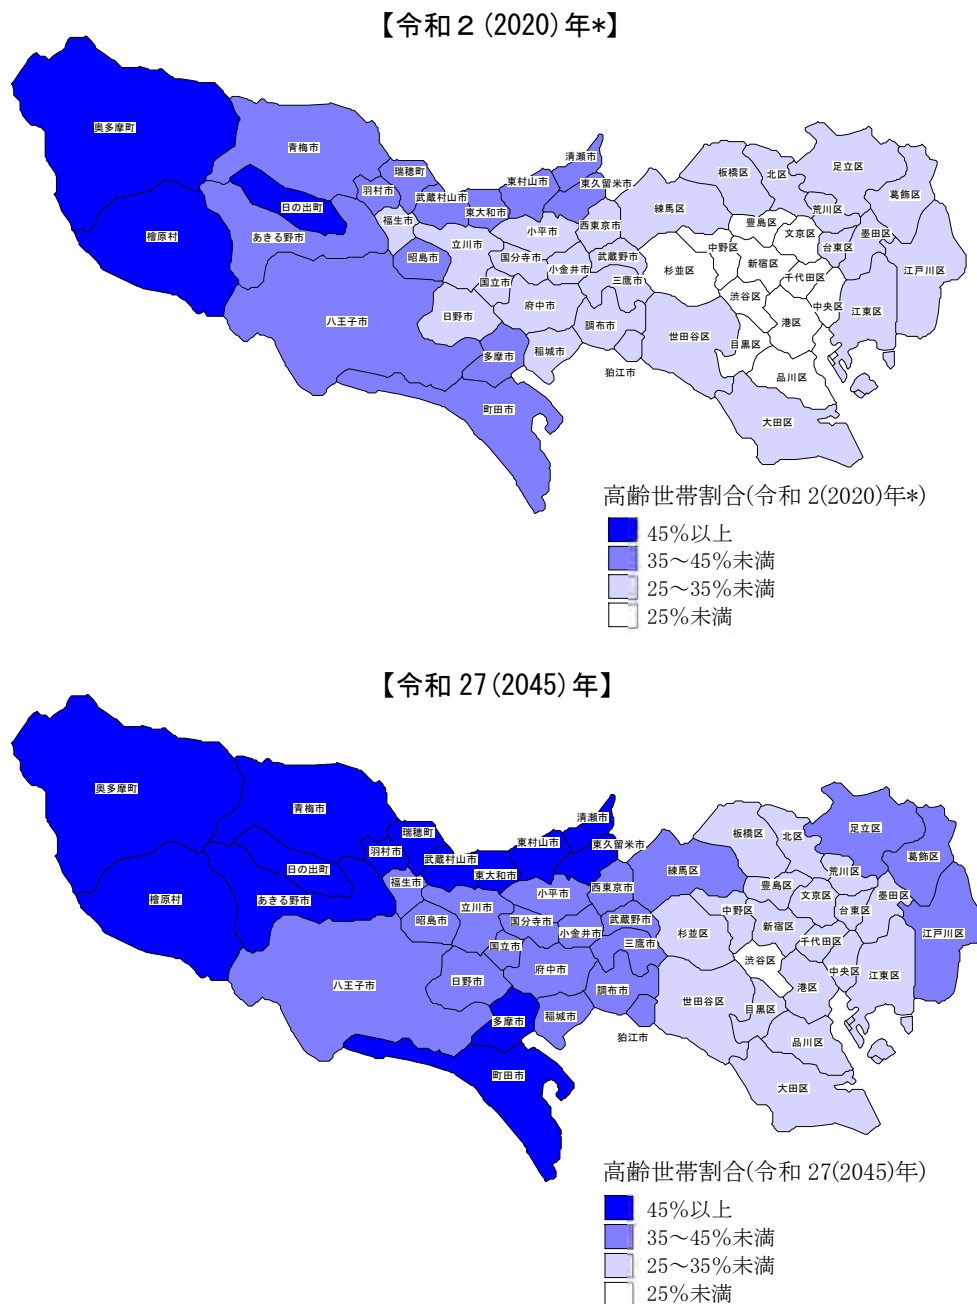 【令和２(2020)年*】
奥多摩町
青梅市
瑞穂町
羽村市
日の出町
檜原村
あきる野市
福生市
武蔵村山市
東大和市
東村山市
清瀬市
東久留米市
昭島市
立川市
小平市
西東京市
国分寺市
小金井市
武蔵野市
三鷹市
国立市
府中市
調布市
日野市
八王子市
多摩市
稲城市
狛江市
町田市
板橋区
北区
足立区
葛飾区
練馬区
豊島区
文京区
荒川区
台東区
墨田区
江戸川区
中野区
杉並区
新宿区
千代田区
中央区
江東区
渋谷区
港区
世田谷区
目黒区
品川区
大田区
高齢世帯割合(令和 2(2020)年*)
45%以上
35～45%未満
25～35%未満
25%未満
【令和 27(2045)年】
奥多摩町
青梅市
瑞穂町
羽村市
日の出町
檜原村
あきる野市
福生市
武蔵村山市
東大和市
東村山市
清瀬市
東久留米市
昭島市
立川市
小平市
西東京市
国分寺市
小金井市
武蔵野市
三鷹市
国立市
府中市
調布市
日野市
八王子市
多摩市
稲城市
狛江市
町田市
板橋区
北区
足立区
葛飾区
練馬区
豊島区
文京区
荒川区
台東区
墨田区
江戸川区
中野区
杉並区
新宿区
千代田区
中央区
江東区
渋谷区
港区
世田谷区
目黒区
品川区
大田区
高齢世帯割合(令和 27(2045)年)
45%以上
35～45%未満
25～35%未満
25%未満